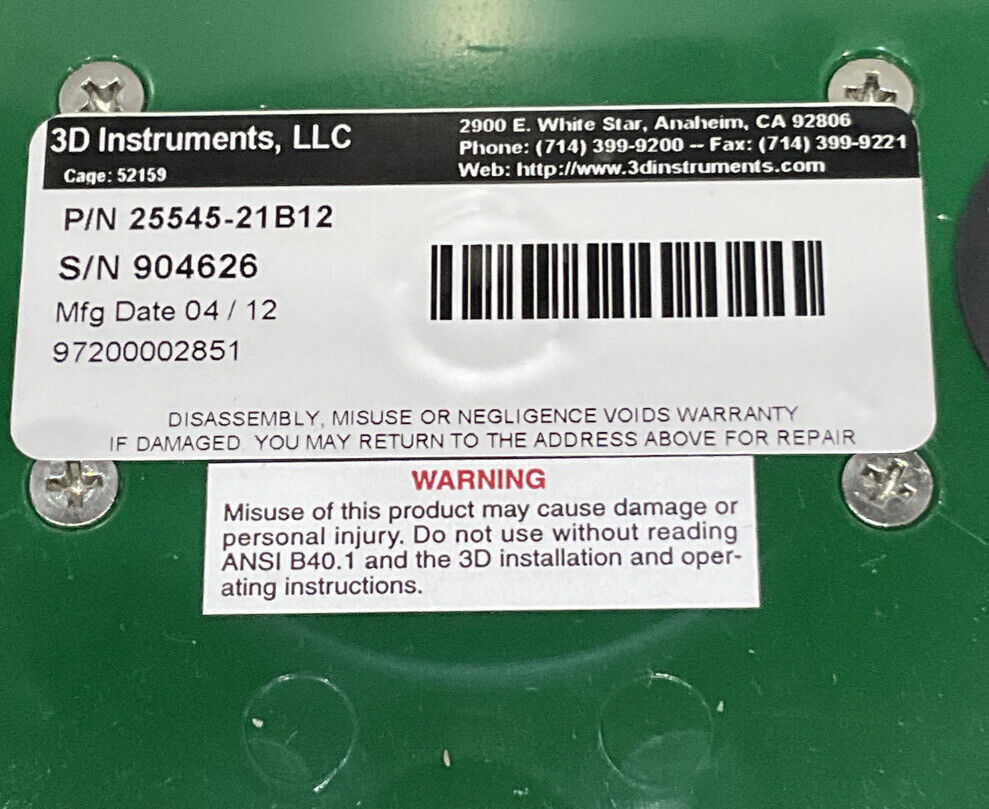 3D Instruments, LLC
Cage: 52159
2900 E. White Star, Anaheim, CA 92806
Phone: (714) 399-9200 -- Fax: (714) 399-9221
Web: http://www.3dinstruments.com
P/N 25545-21B12
S/N 904626
Mfg Date 04 / 12
97200002851
DISASSEMBLY, MISUSE OR NEGLIGENCE VOIDS WARRANTY
IF DAMAGED, YOU MAY RETURN TO THE ADDRESS ABOVE FOR REPAIR
WARNING
Misuse of this product may cause damage or
personal injury. Do not use without reading
ANSI B40.1 and the 3D installation and oper-
ating instructions.